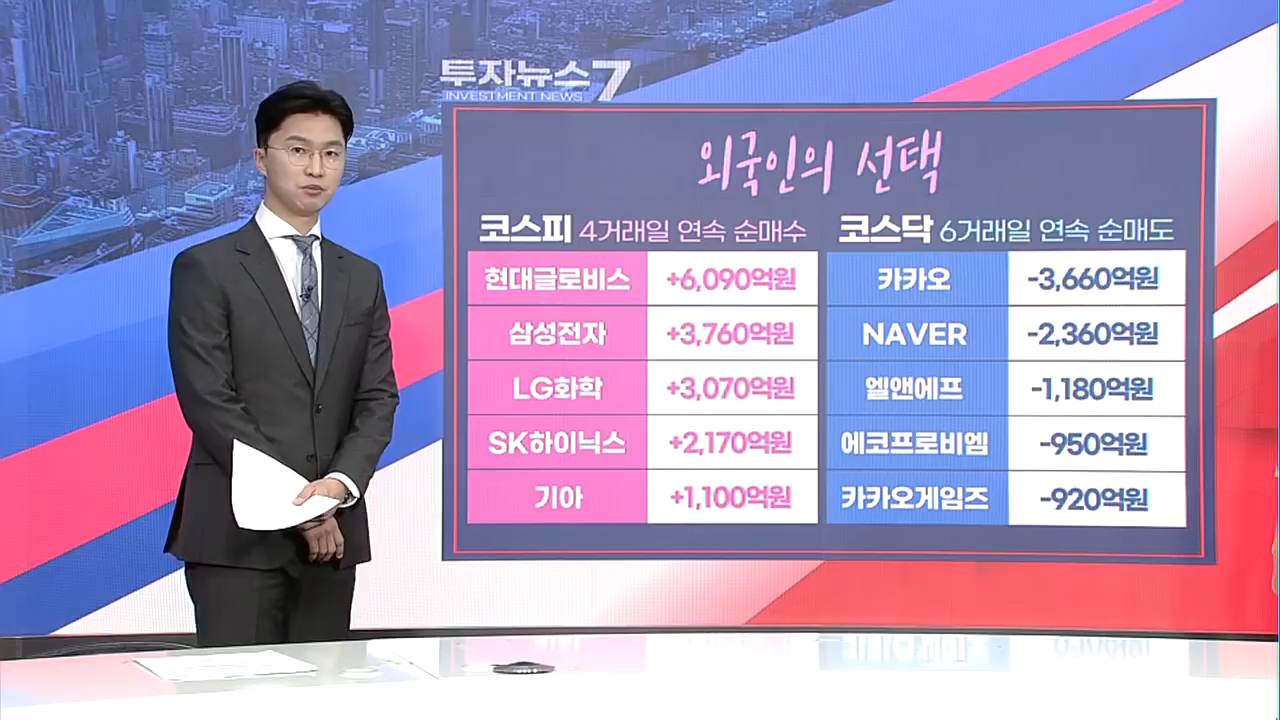 투자뉴스7
INVESTMENT NEWS
외국인의 선택
코스피 4거래일 연속 순매수
현대글로비스 +6,090억원
삼성전자 +3,760억원
LG화학 +3,070억원
SK하이닉스 +2,170억원
기아 +1,100억원
코스닥 6거래일 연속 순매도
카카오 -3,660억원
NAVER -2,360억원
엘앤에프 -1,180억원
에코프로비엠 -950억원
카카오게임즈 -920억원